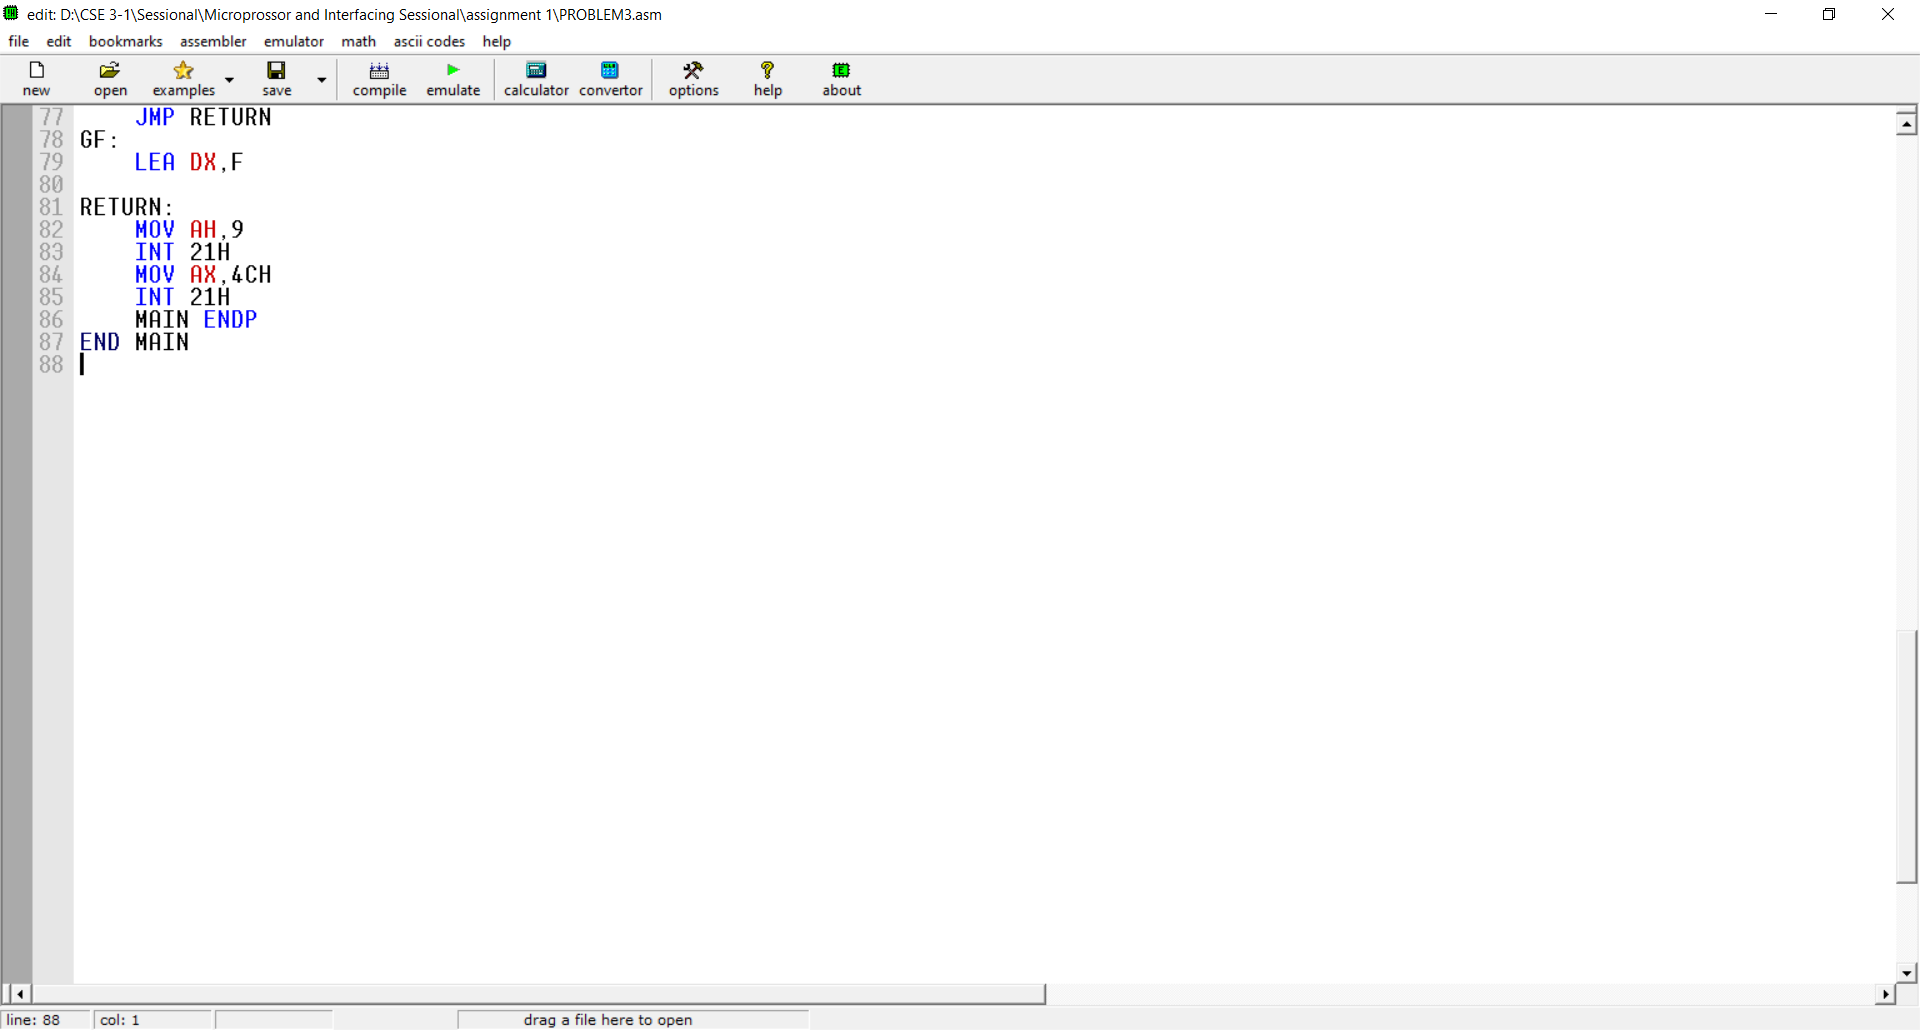 edit: D:\CSE 3-1\Sessional\Microprossor and Interfacing Sessional\assignment 1\PROBLEM3.asm
file edit bookmarks assembler emulator math ascii codes help
new open examples save compile emulate calculator convertor options help about
77 JMP RETURN
78 GF:
79 LEA DX,F
80
81 RETURN:
82 MOV AH,9
83 INT 21H
84 MOV AX,4CH
85 INT 21H
86 MAIN ENDP
87 END MAIN
88
line: 88 col: 1 drag a file here to open